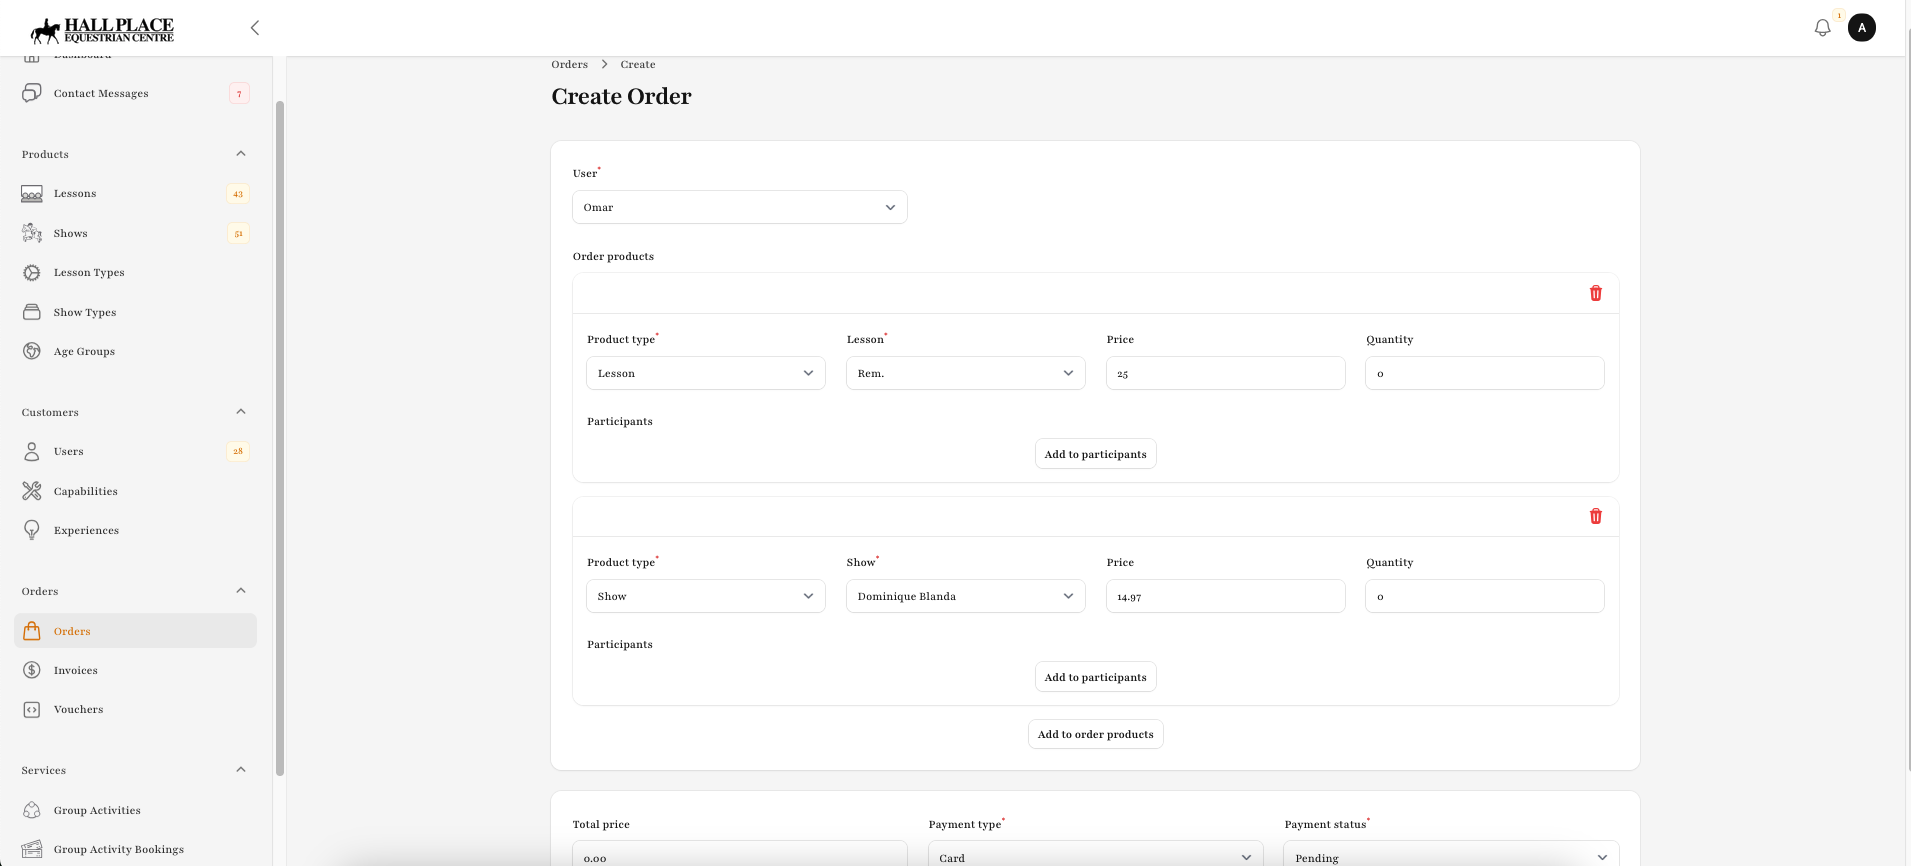 HALL PLACE
EQUESTRIAN CENTRE
1
A
Dashboard
Contact Messages 7
Products
Lessons 43
Shows 51
Lesson Types
Show Types
Age Groups
Customers
Users 28
Capabilities
Experiences
Orders
Orders
Invoices
Vouchers
Services
Group Activities
Group Activity Bookings
Orders > Create
Create Order
User*
Omar
Order products
Product type* Lesson* Price Quantity
Lesson Rem. 25 0
Participants
Add to participants
Product type* Show* Price Quantity
Show Dominique Blanda 14.97 0
Participants
Add to participants
Add to order products
Total price Payment type* Payment status*
0.00 Card Pending